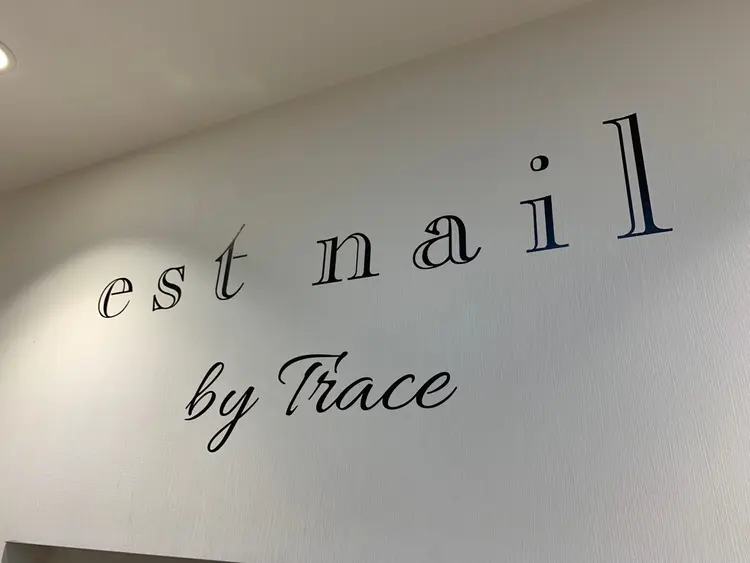 est nail
by Trace